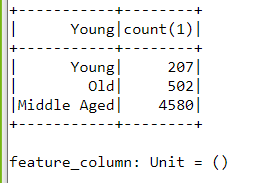 +-----------+--------+
|      Young|count(1)|
+-----------+--------+
|      Young|     207|
|        Old|     502|
|Middle Aged|    4580|
+-----------+--------+
feature_column: Unit = ()